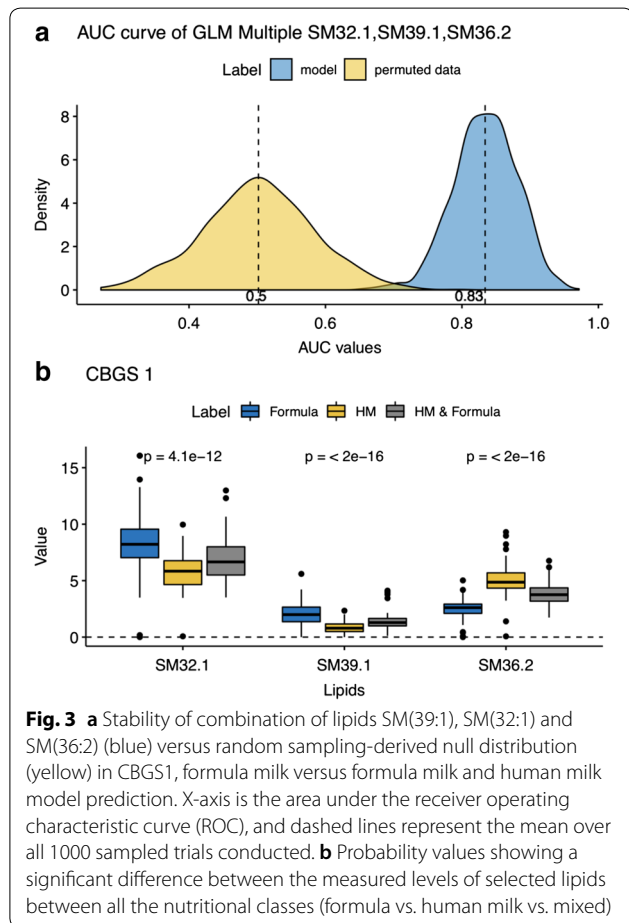 a AUC curve of GLM Multiple SM32.1,SM39.1,SM36.2
Label model permuted data
8
6
4
2
0
Density
0.5 0.83
0.4 0.6 0.8 1.0
AUC values
b CBGS 1
Label Formula HM HM & Formula
p = 4.1e−12 p = < 2e−16 p = < 2e−16
15
10
5
0
Value
SM32.1 SM39.1 SM36.2
Lipids
Fig. 3 a Stability of combination of lipids SM(39:1), SM(32:1) and
SM(36:2) (blue) versus random sampling-derived null distribution
(yellow) in CBGS1, formula milk versus formula milk and human milk
model prediction. X-axis is the area under the receiver operating
characteristic curve (ROC), and dashed lines represent the mean over
all 1000 sampled trials conducted. b Probability values showing a
significant difference between the measured levels of selected lipids
between all the nutritional classes (formula vs. human milk vs. mixed)